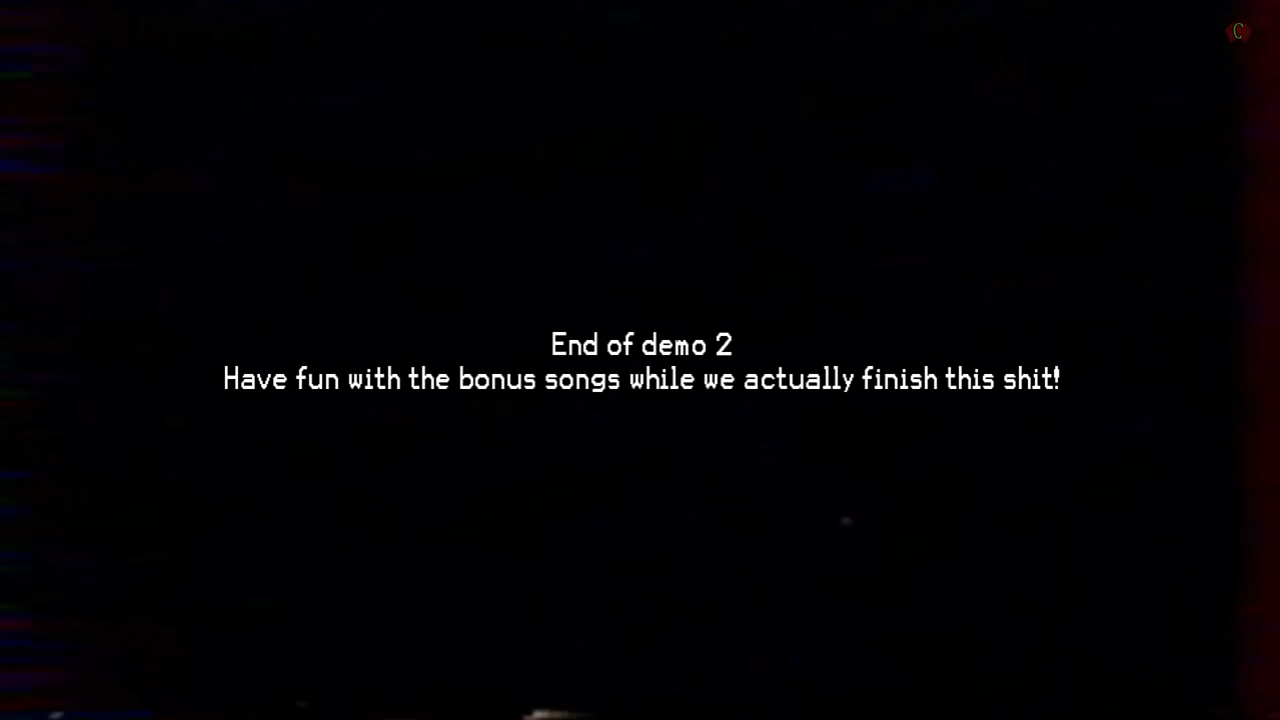 C
End of demo 2
Have fun with the bonus songs while we actually finish this shit!